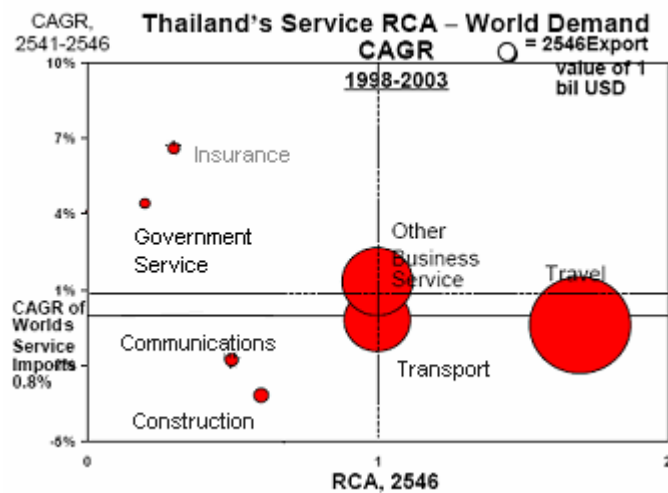 CAGR,
2541-2546
Thailand's Service RCA – World Demand
CAGR
1998-2003
= 2546Export
value of 1
bil USD
10%
7%
Insurance
4%
Government
Service
Other
Business
Service
Travel
1%
CAGR of
World's
Service
Imports
0.8%
Communications
Transport
Construction
-5%
0
1
2
RCA, 2546